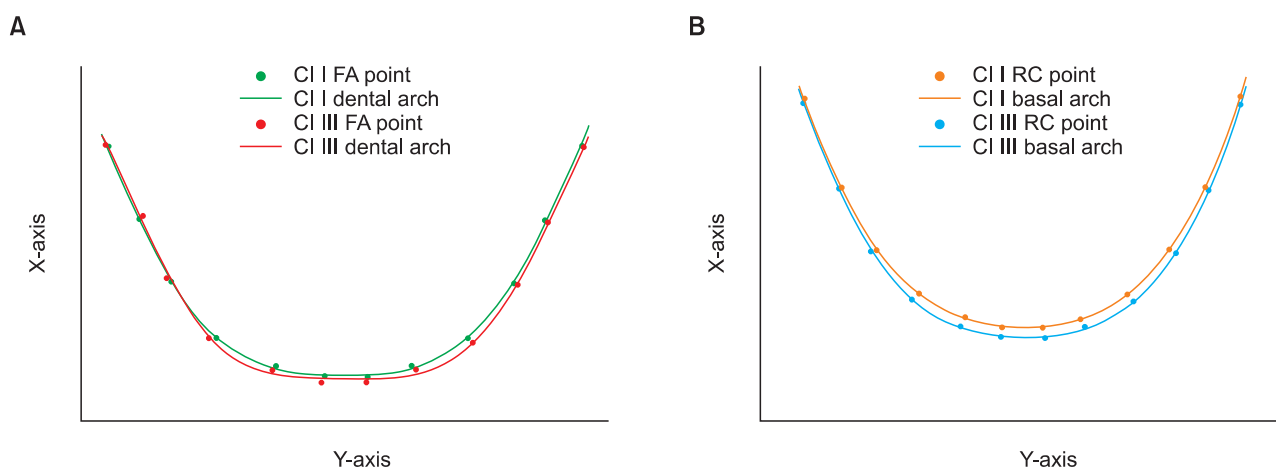 A
Cl I FA point
Cl I dental arch
Cl III FA point
Cl III dental arch
X-axis
Y-axis
B
Cl I RC point
Cl I basal arch
Cl III RC point
Cl III basal arch
X-axis
Y-axis